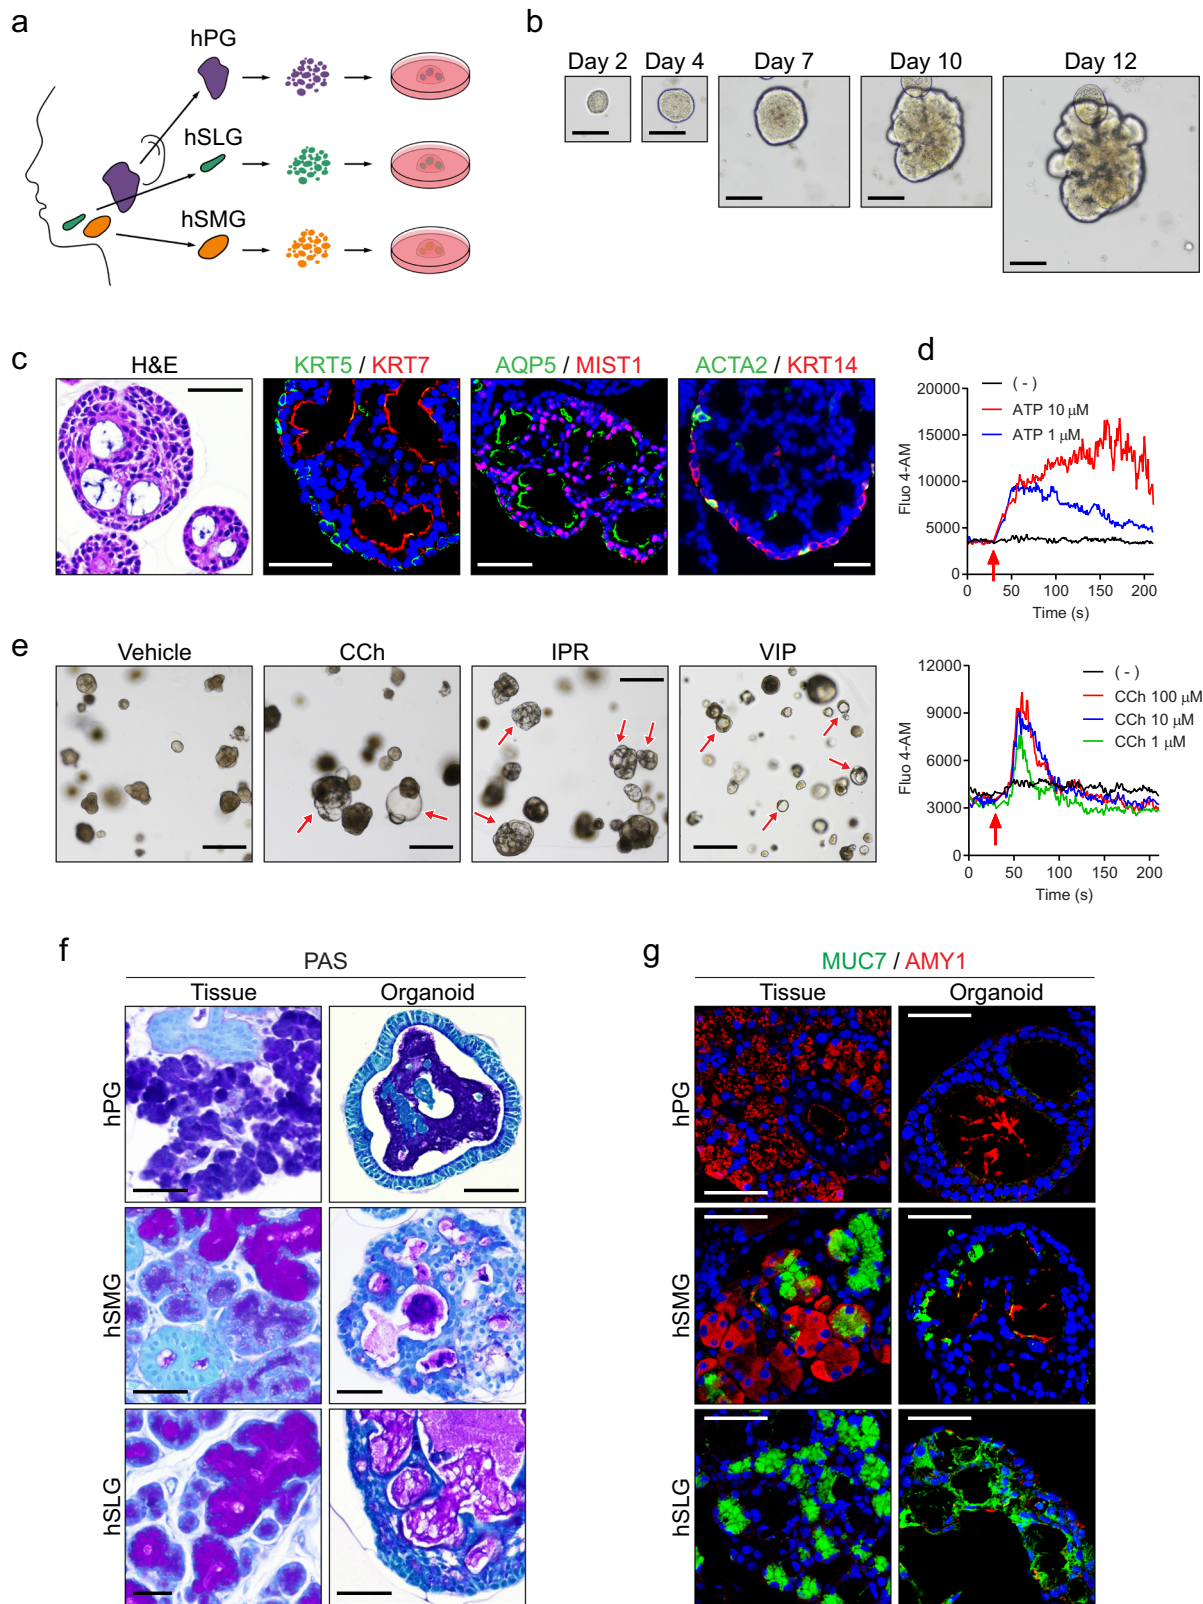 a
hPG
hSLG
hSMG
b
Day 2
Day 4
Day 7
Day 10
Day 12
c
H&E
KRT5 / KRT7
AQP5 / MIST1
ACTA2 / KRT14
d
20000
15000
10000
5000
0
Fluo 4-AM
(-)
ATP 10 µM
ATP 1 µM
0 50 100 150 200
Time (s)
e
Vehicle
CCh
IPR
VIP
12000
9000
6000
3000
0
Fluo 4-AM
(-)
CCh 100 µM
CCh 10 µM
CCh 1 µM
0 50 100 150 200
Time (s)
f
PAS
Tissue
Organoid
hPG
hSMG
hSLG
g
MUC7 / AMY1
Tissue
Organoid
hPG
hSMG
hSLG